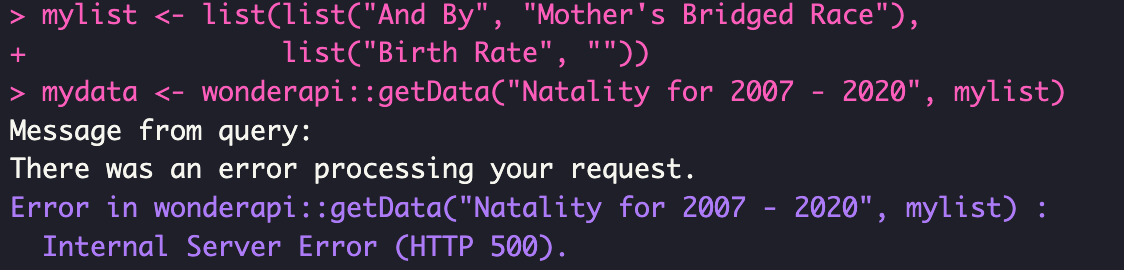 > mylist <- list(list("And By", "Mother's Bridged Race"),
+               list("Birth Rate", ""))
> mydata <- wonderapi::getData("Natality for 2007 - 2020", mylist)
Message from query:
There was an error processing your request.
Error in wonderapi::getData("Natality for 2007 - 2020", mylist) :
  Internal Server Error (HTTP 500).